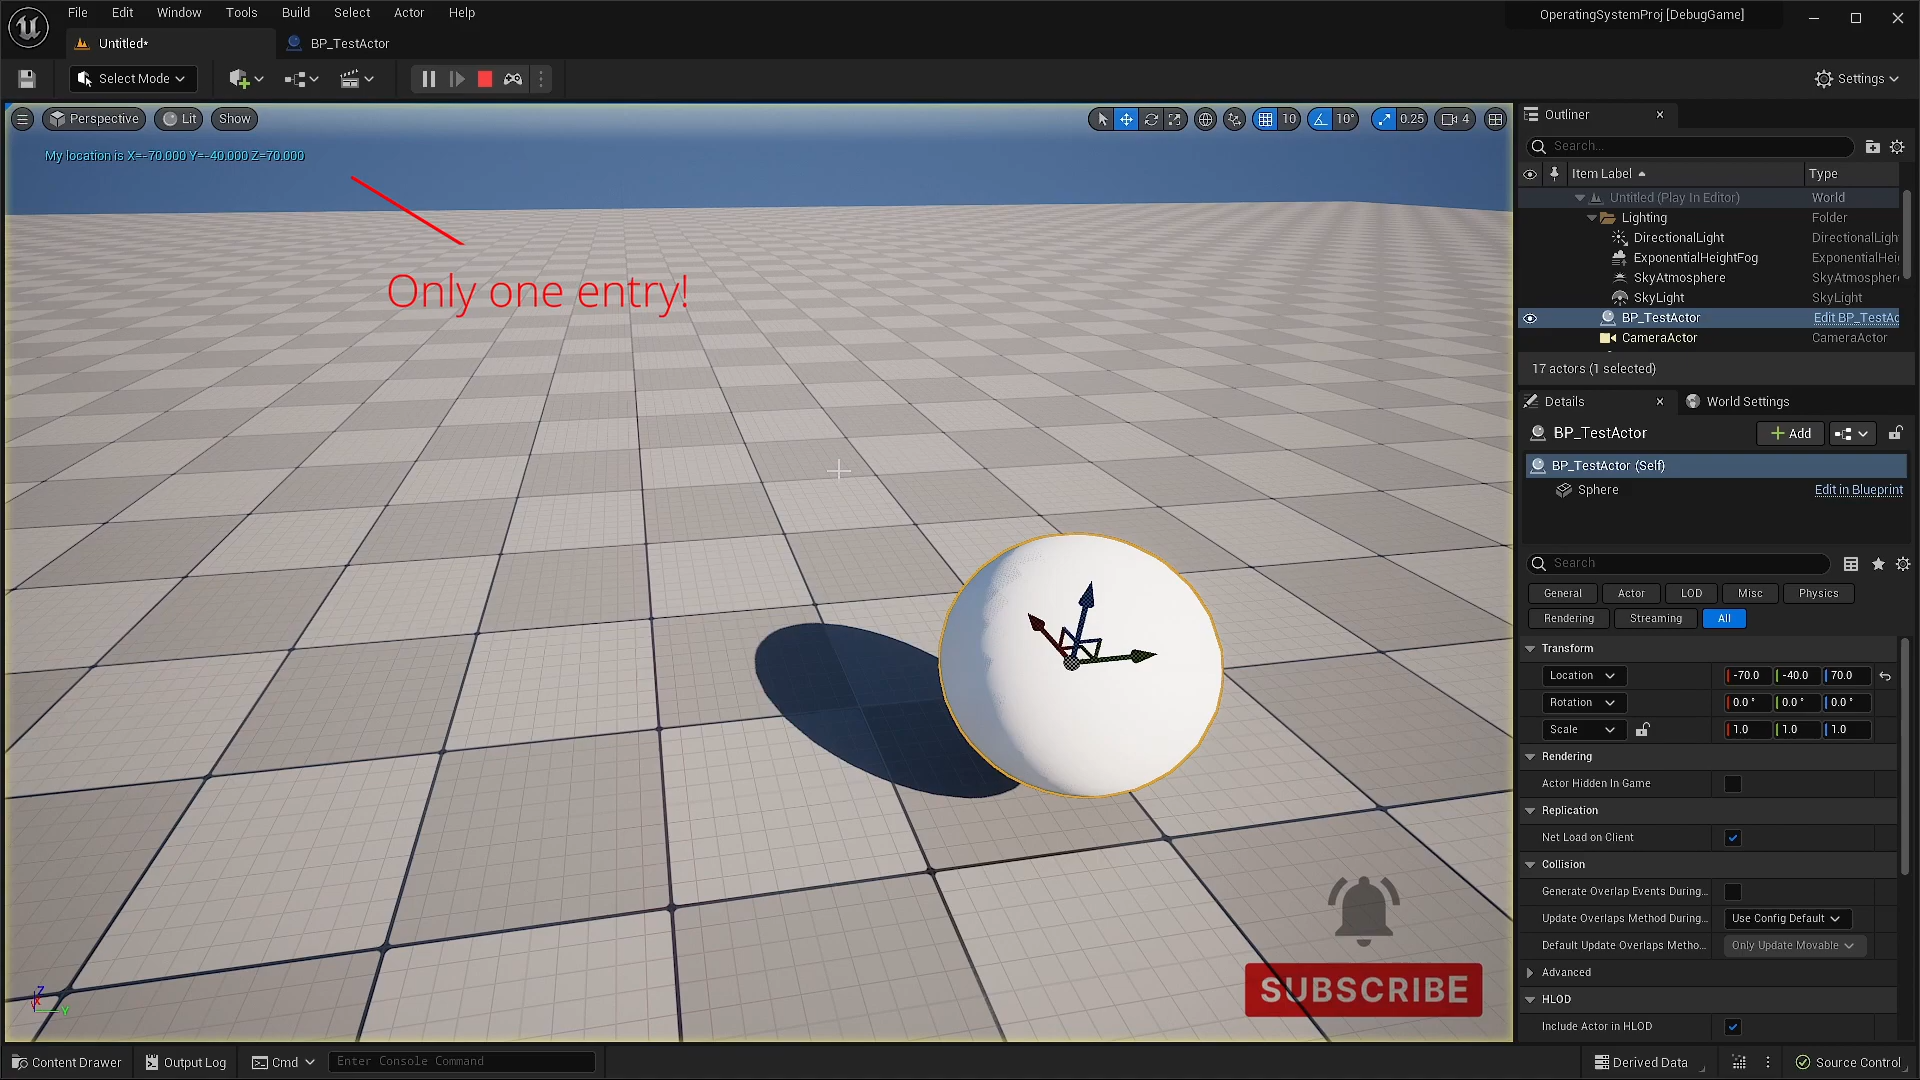 File Edit Window Tools Build Select Actor Help
OperatingSystemProj [DebugGame]
Untitled*
BP_TestActor
Select Mode
Settings
Perspective
Lit
Show
10
10°
0.25
4
My location is X=-70.000 Y=-40.000 Z=70.000
Only one entry!
SUBSCRIBE
Z
X
Y
Outliner
Search...
Item Label
Type
Untitled (Play In Editor)
World
Lighting
Folder
DirectionalLight
DirectionalLigh
ExponentialHeightFog
ExponentialHei
SkyAtmosphere
SkyAtmosphere
SkyLight
SkyLight
BP_TestActor
Edit BP_TestAc
CameraActor
CameraActor
17 actors (1 selected)
Details
World Settings
BP_TestActor
Add
BP_TestActor (Self)
Sphere
Edit in Blueprint
Search
General
Actor
LOD
Misc
Physics
Rendering
Streaming
All
Transform
Location
-70.0
-40.0
70.0
Rotation
0.0 °
0.0 °
0.0 °
Scale
1.0
1.0
1.0
Rendering
Actor Hidden In Game
Replication
Net Load on Client
Collision
Generate Overlap Events During...
Update Overlaps Method During...
Use Config Default
Default Update Overlaps Metho...
Only Update Movable
Advanced
HLOD
Include Actor in HLOD
Content Drawer
Output Log
Cmd
Enter Console Command
Derived Data
Source Control